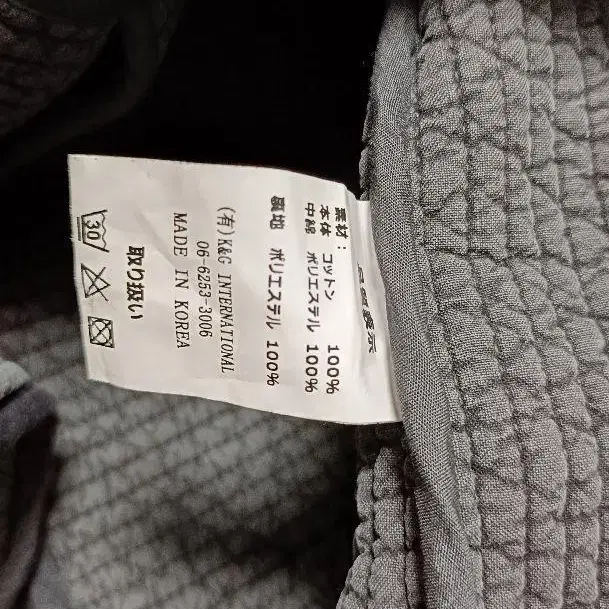 品質表示
素材：
本体 コットン 100%
中綿 ポリエステル 100%
裏地 ポリエステル 100%
(有)K&G INTERNATIONAL
06-6253-3006
MADE IN KOREA
取り扱い
30